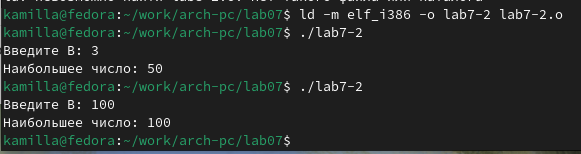 kamilla@fedora:~/work/arch-pc/lab07$ ld -m elf_i386 -o lab7-2 lab7-2.o
kamilla@fedora:~/work/arch-pc/lab07$ ./lab7-2
Введите B: 3
Наибольшее число: 50
kamilla@fedora:~/work/arch-pc/lab07$ ./lab7-2
Введите B: 100
Наибольшее число: 100
kamilla@fedora:~/work/arch-pc/lab07$